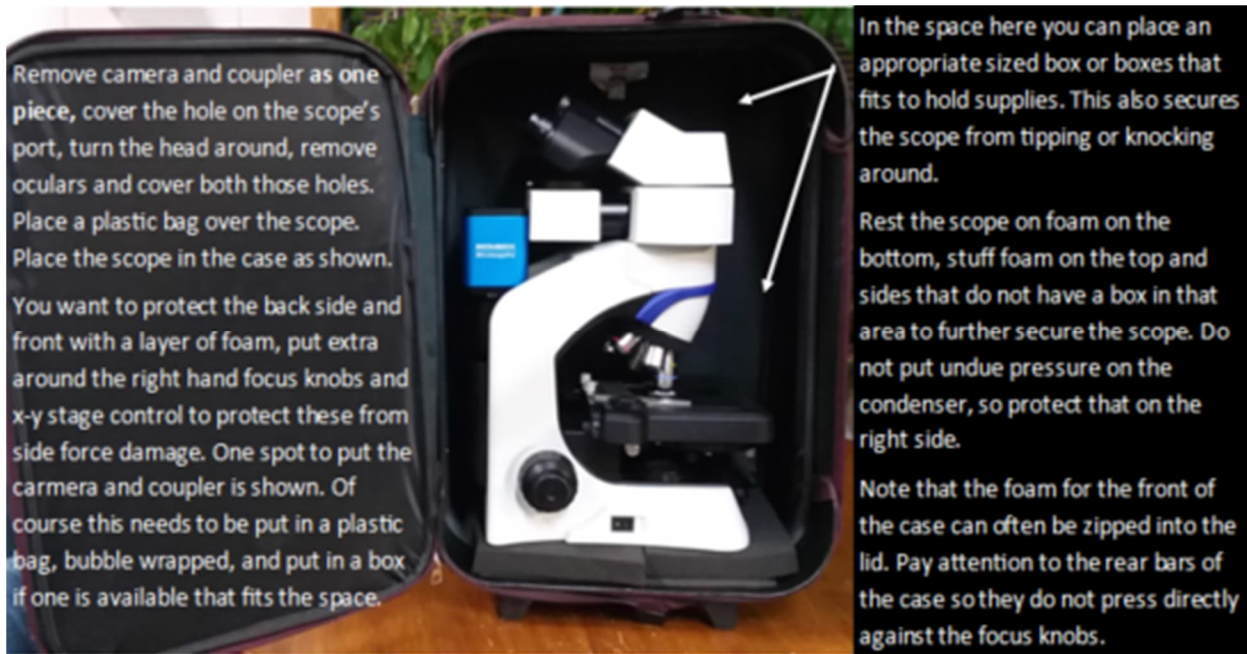 Remove camera and coupler as one
piece, cover the hole on the scope's
port, turn the head around, remove
oculars and cover both those holes.
Place a plastic bag over the scope.
Place the scope in the case as shown.
You want to protect the back side and
front with a layer of foam, put extra
around the right hand focus knobs and
x-y stage control to protect these from
side force damage. One spot to put the
carmera and coupler is shown. Of
course this needs to be put in a plastic
bag, bubble wrapped, and put in a box
if one is available that fits the space.
In the space here you can place an
appropriate sized box or boxes that
fits to hold supplies. This also secures
the scope from tipping or knocking
around.
Rest the scope on foam on the
bottom, stuff foam on the top and
sides that do not have a box in that
area to further secure the scope. Do
not put undue pressure on the
condenser, so protect that on the
right side.
Note that the foam for the front of
the case can often be zipped into the
lid. Pay attention to the rear bars of
the case so they do not press directly
against the focus knobs.